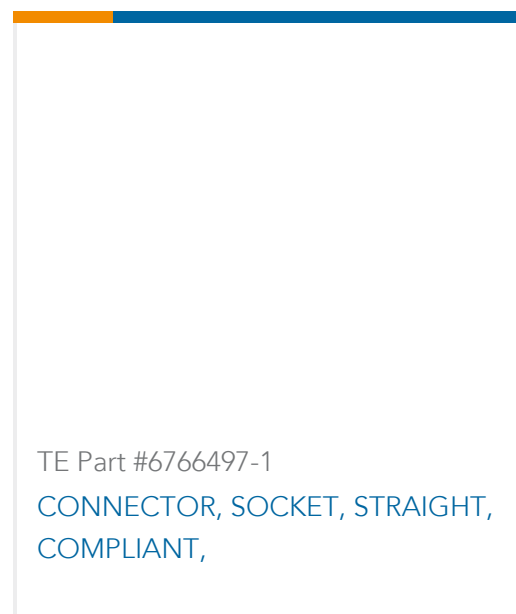 TE Part #6766497-1
CONNECTOR, SOCKET, STRAIGHT,
COMPLIANT,